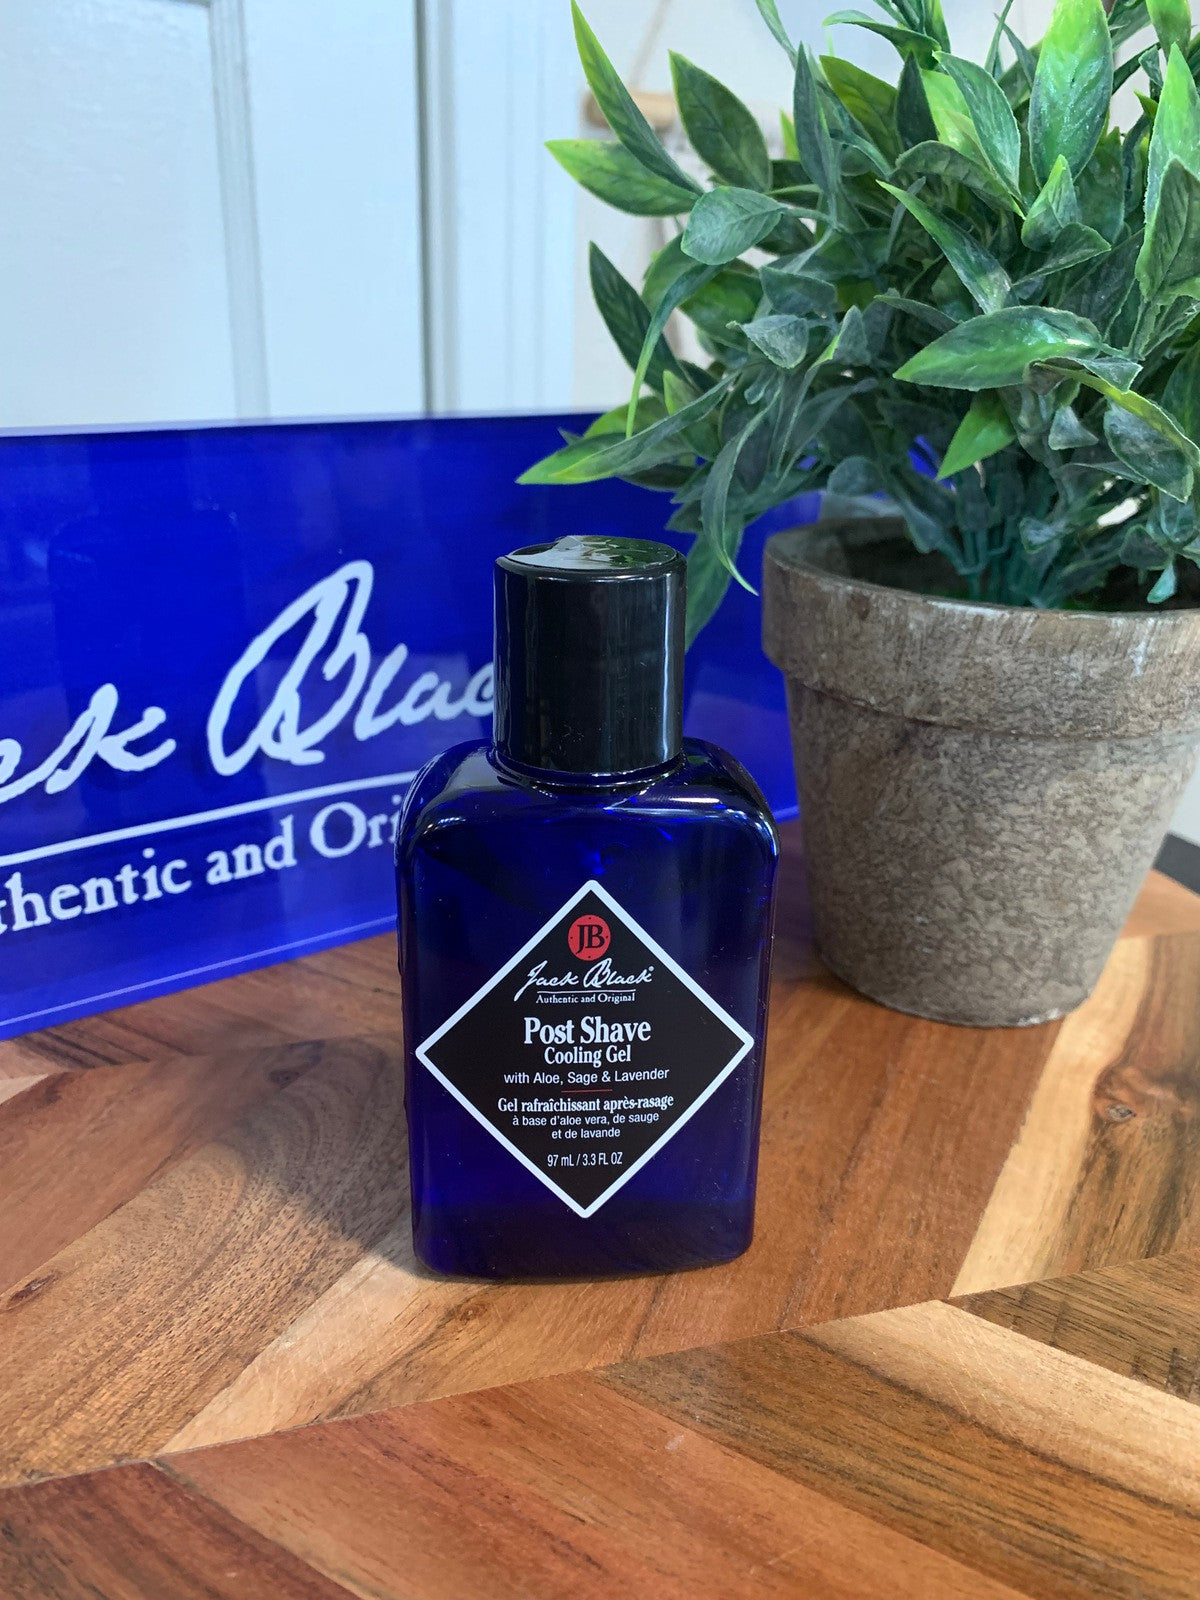 Black
thentic and Ori
JB
Jack Black®
Authentic and Original
Post Shave
Cooling Gel
with Aloe, Sage & Lavender
Gel rafraîchissant après-rasage
à base d'aloe vera, de sauge
et de lavande
97 mL / 3.3 FL OZ